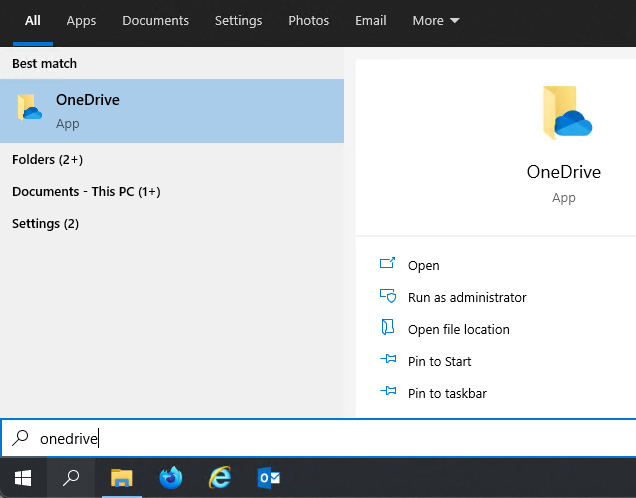 All Apps Documents Settings Photos Email More
Best match
OneDrive
App
Folders (2+)
Documents - This PC (1+)
Settings (2)
OneDrive
App
Open
Run as administrator
Open file location
Pin to Start
Pin to taskbar
onedrive